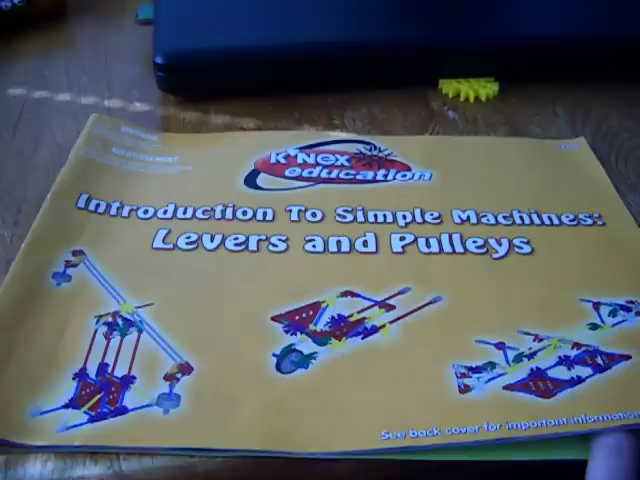 K'NEX
education
Introduction To Simple Machines:
Levers and Pulleys
See back cover for important information